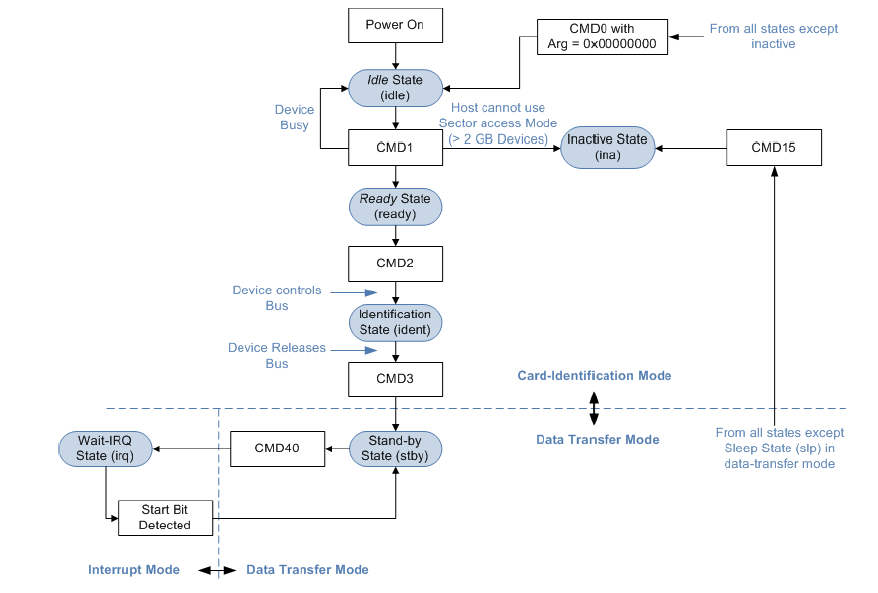 Power On
CMD0 with
Arg = 0x00000000
From all states except
inactive
Idle State
(idle)
Device
Busy
Host cannot use
Sector access Mode
(> 2 GB Devices)
CMD1
Inactive State
(ina)
CMD15
Ready State
(ready)
CMD2
Device controls
Bus
Identification
State (ident)
Device Releases
Bus
CMD3
Card-Identification Mode
Data Transfer Mode
From all states except
Sleep State (slp) in
data-transfer mode
Wait-IRQ
State (irq)
CMD40
Stand-by
State (stby)
Start Bit
Detected
Interrupt Mode
Data Transfer Mode